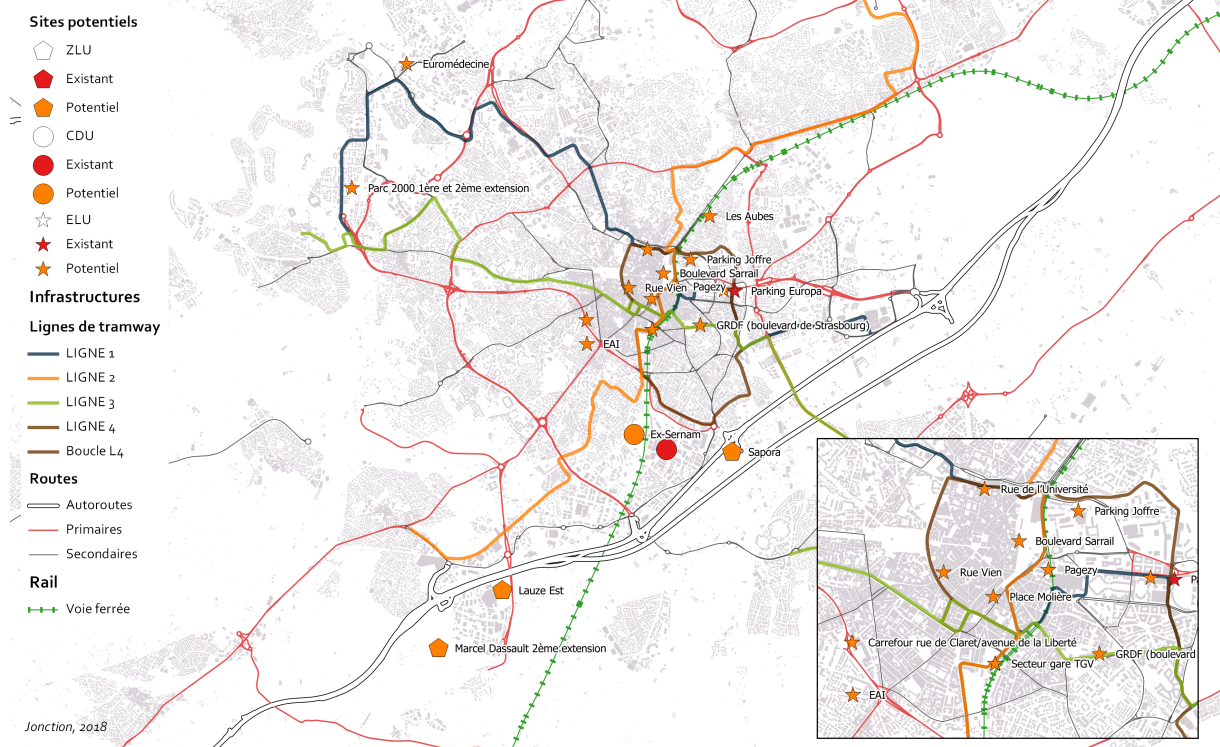 Sites potentiels
ZLU
Existant
Potentiel
CDU
Existant
Potentiel
ELU
Existant
Potentiel
Infrastructures
Lignes de tramway
LIGNE 1
LIGNE 2
LIGNE 3
LIGNE 4
Boucle L4
Routes
Autoroutes
Primaires
Secondaires
Rail
Voie ferrée
Jonction, 2018
Euromédecine
Parc 2000 1ère et 2ème extension
Les Aubes
Parking Joffre
Boulevard Sarrail
Rue Vien
Pagezy
Parking Europa
GRDF (boulevard de Strasbourg)
EAI
Ex-Sernam
Sapora
Lauze Est
Marcel Dassault 2ème extension
Rue de l'Université
Parking Joffre
Boulevard Sarrail
Rue Vien
Pagezy
Pa
Place Molière
Carrefour rue de Claret/avenue de la Liberté
GRDF (boulevard
Secteur gare TGV
EAI